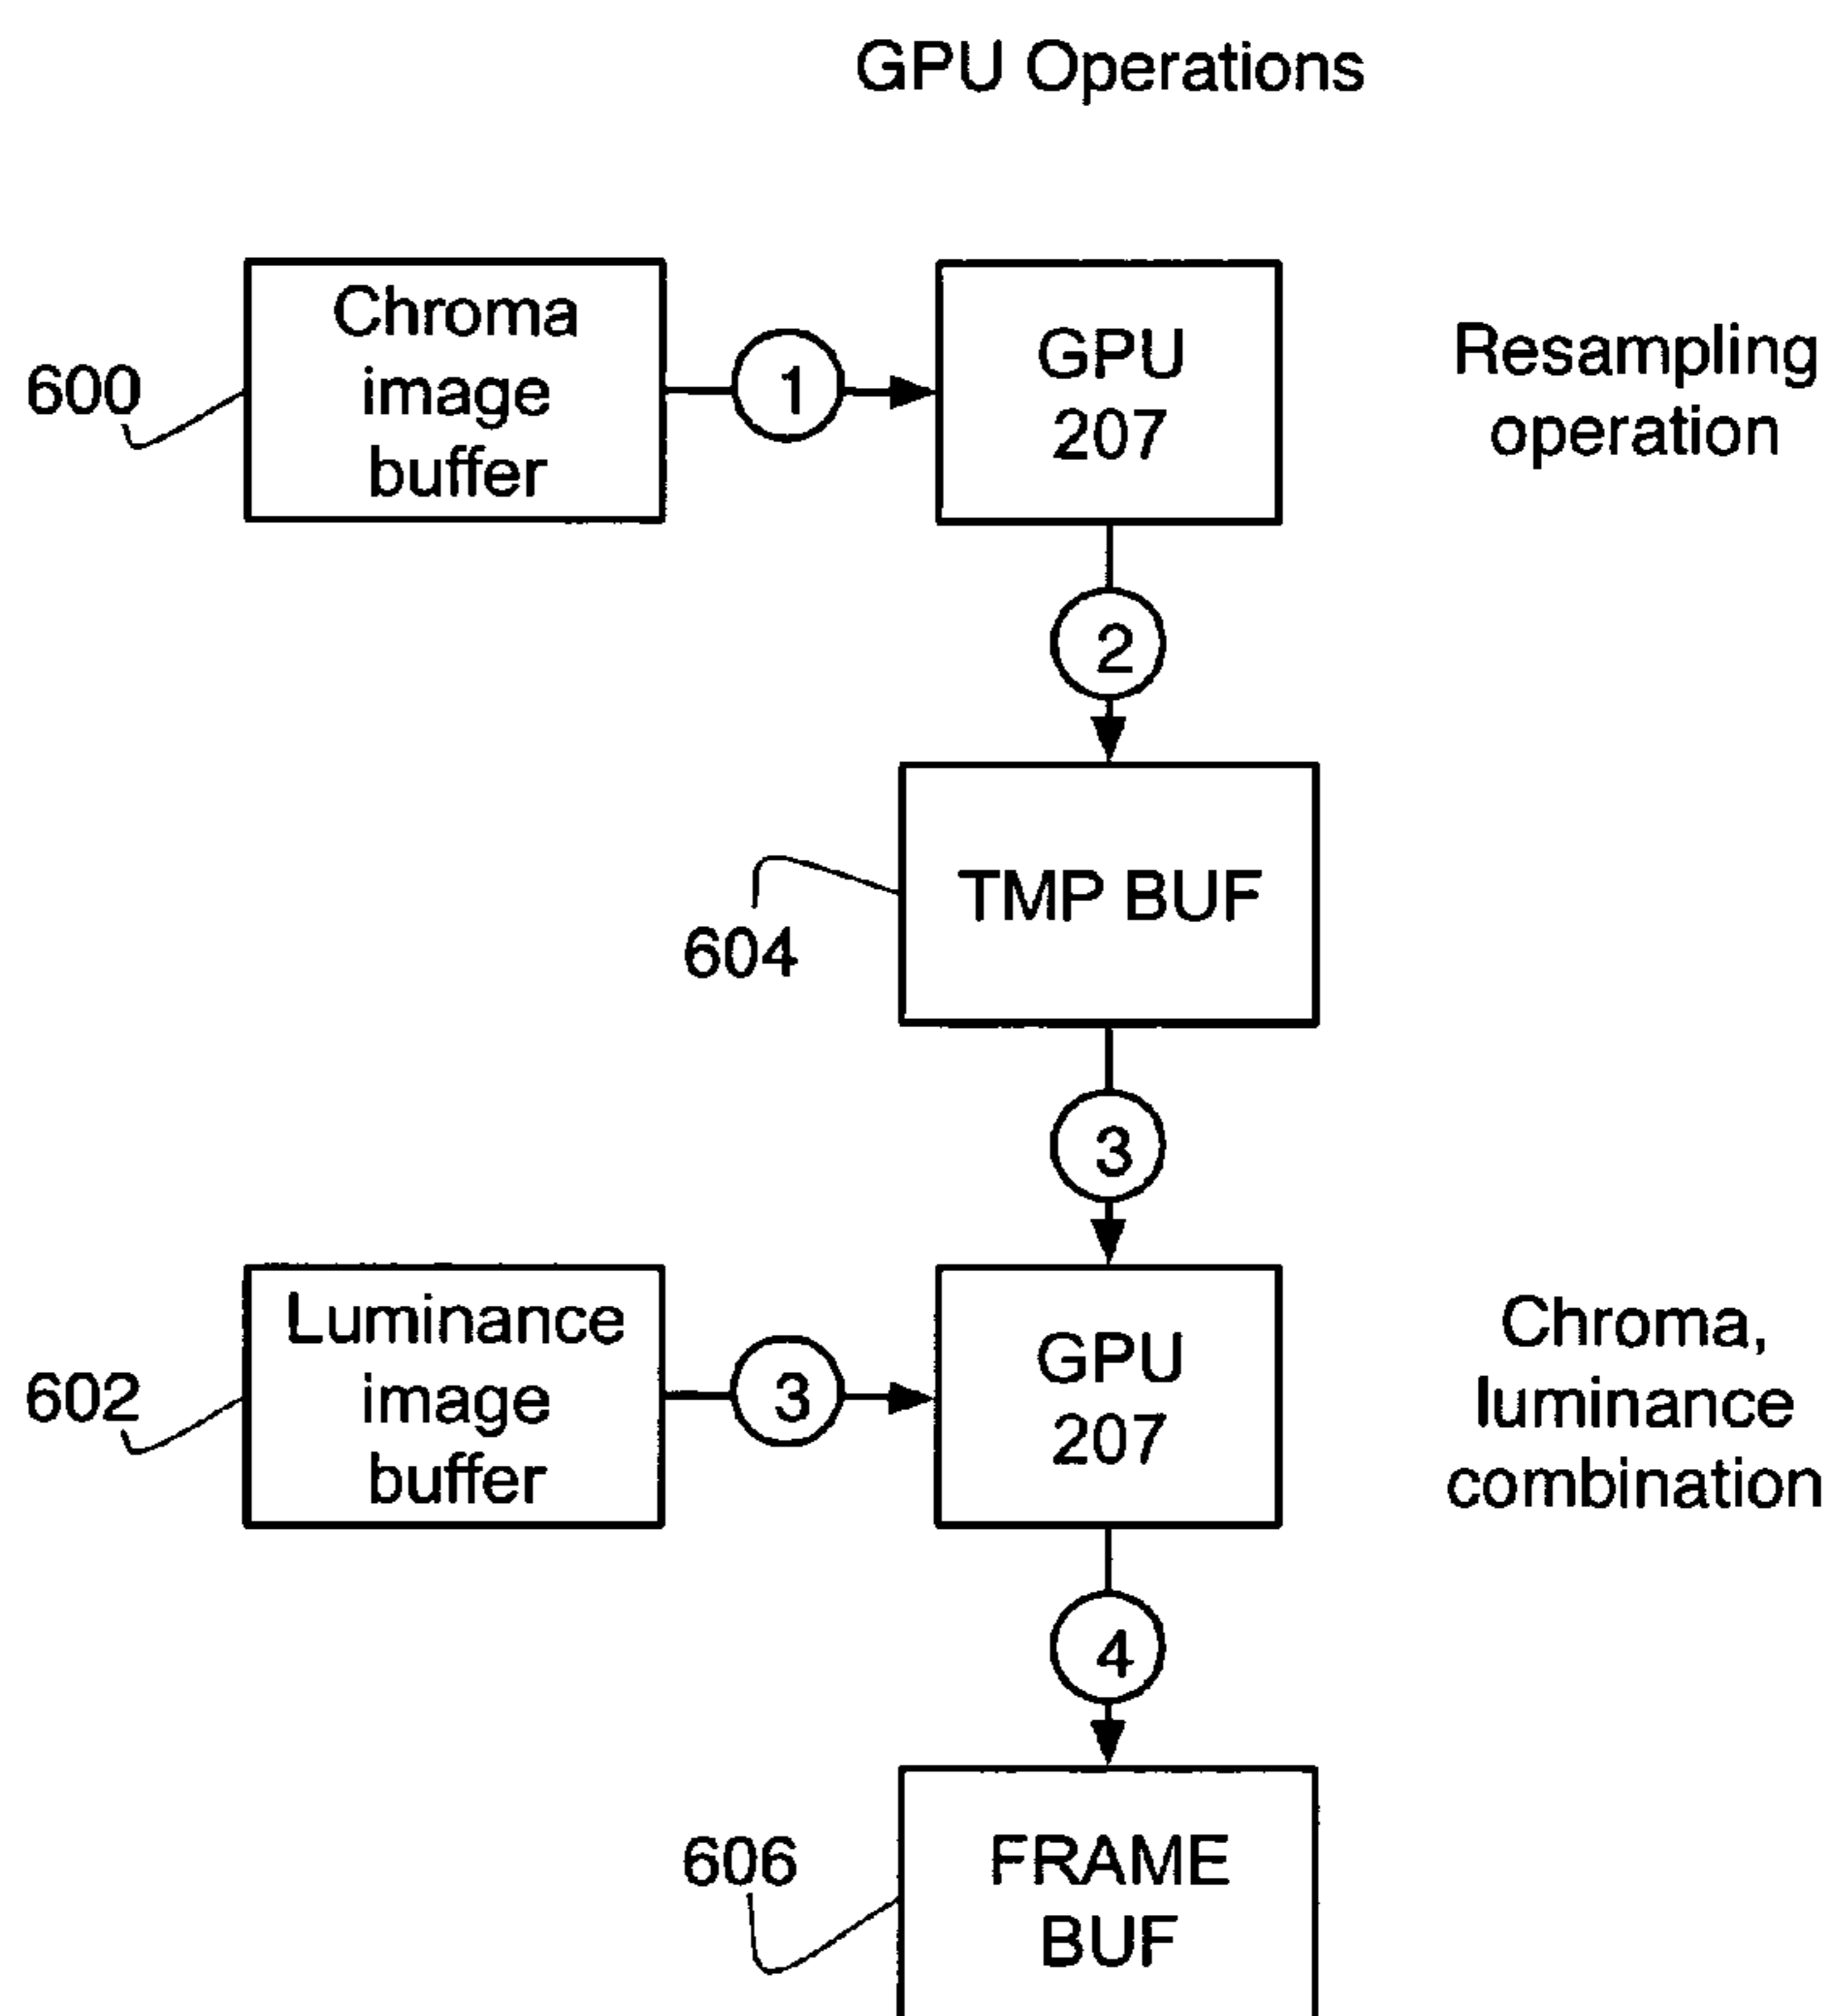 GPU Operations
Chroma
image
buffer
600
1
GPU
207
Resampling
operation
2
TMP BUF
604
3
Luminance
image
buffer
602
3
GPU
207
Chroma,
luminance
combination
4
FRAME
BUF
606